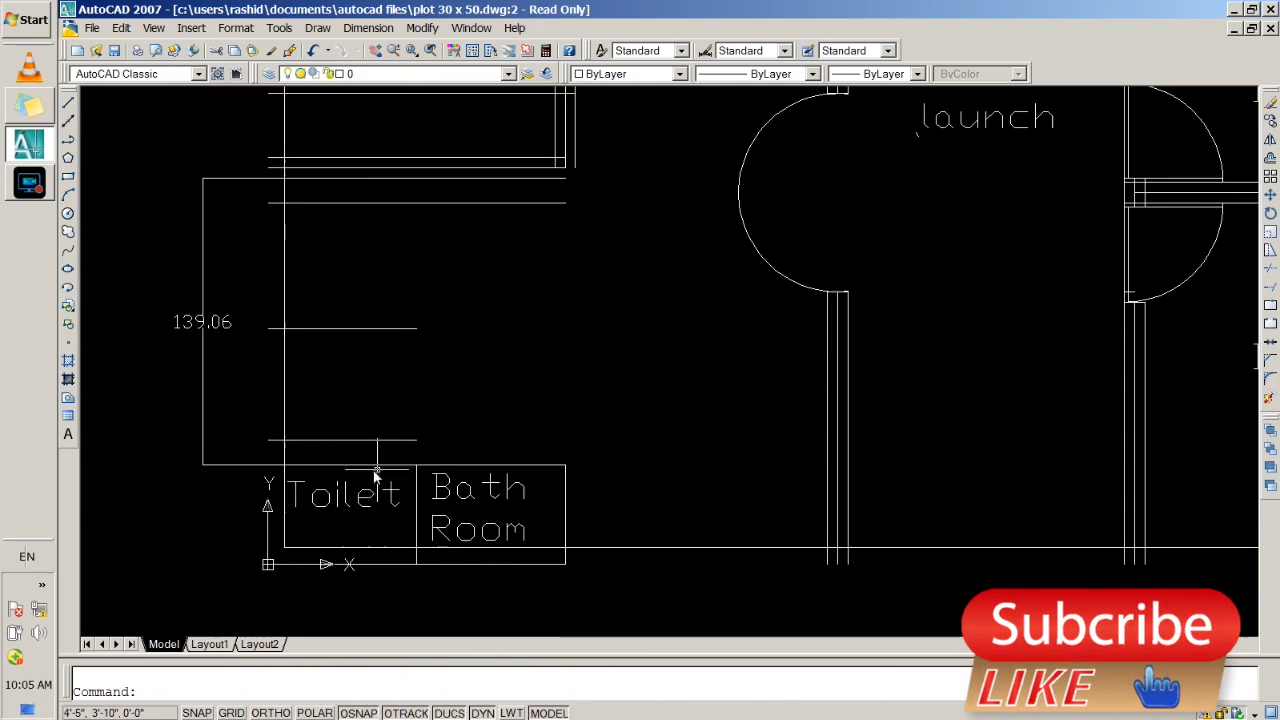 Start
AutoCAD 2007 - [c:\users\rashid\documents\autocad files\plot 30 x 50.dwg:2 - Read Only]
File Edit View Insert Format Tools Draw Dimension Modify Window Help
Standard Standard Standard
AutoCAD Classic 0 ByLayer ByLayer ByLayer ByColor
launch
139.06
Toilet
Bath
Room
Y
X
Model Layout1 Layout2
Command:
4'-5", 3'-10", 0'-0" SNAP GRID ORTHO POLAR OSNAP OTRACK DUCS DYN LWT MODEL
EN
»
10:05 AM
A
Subcribe
LIKE